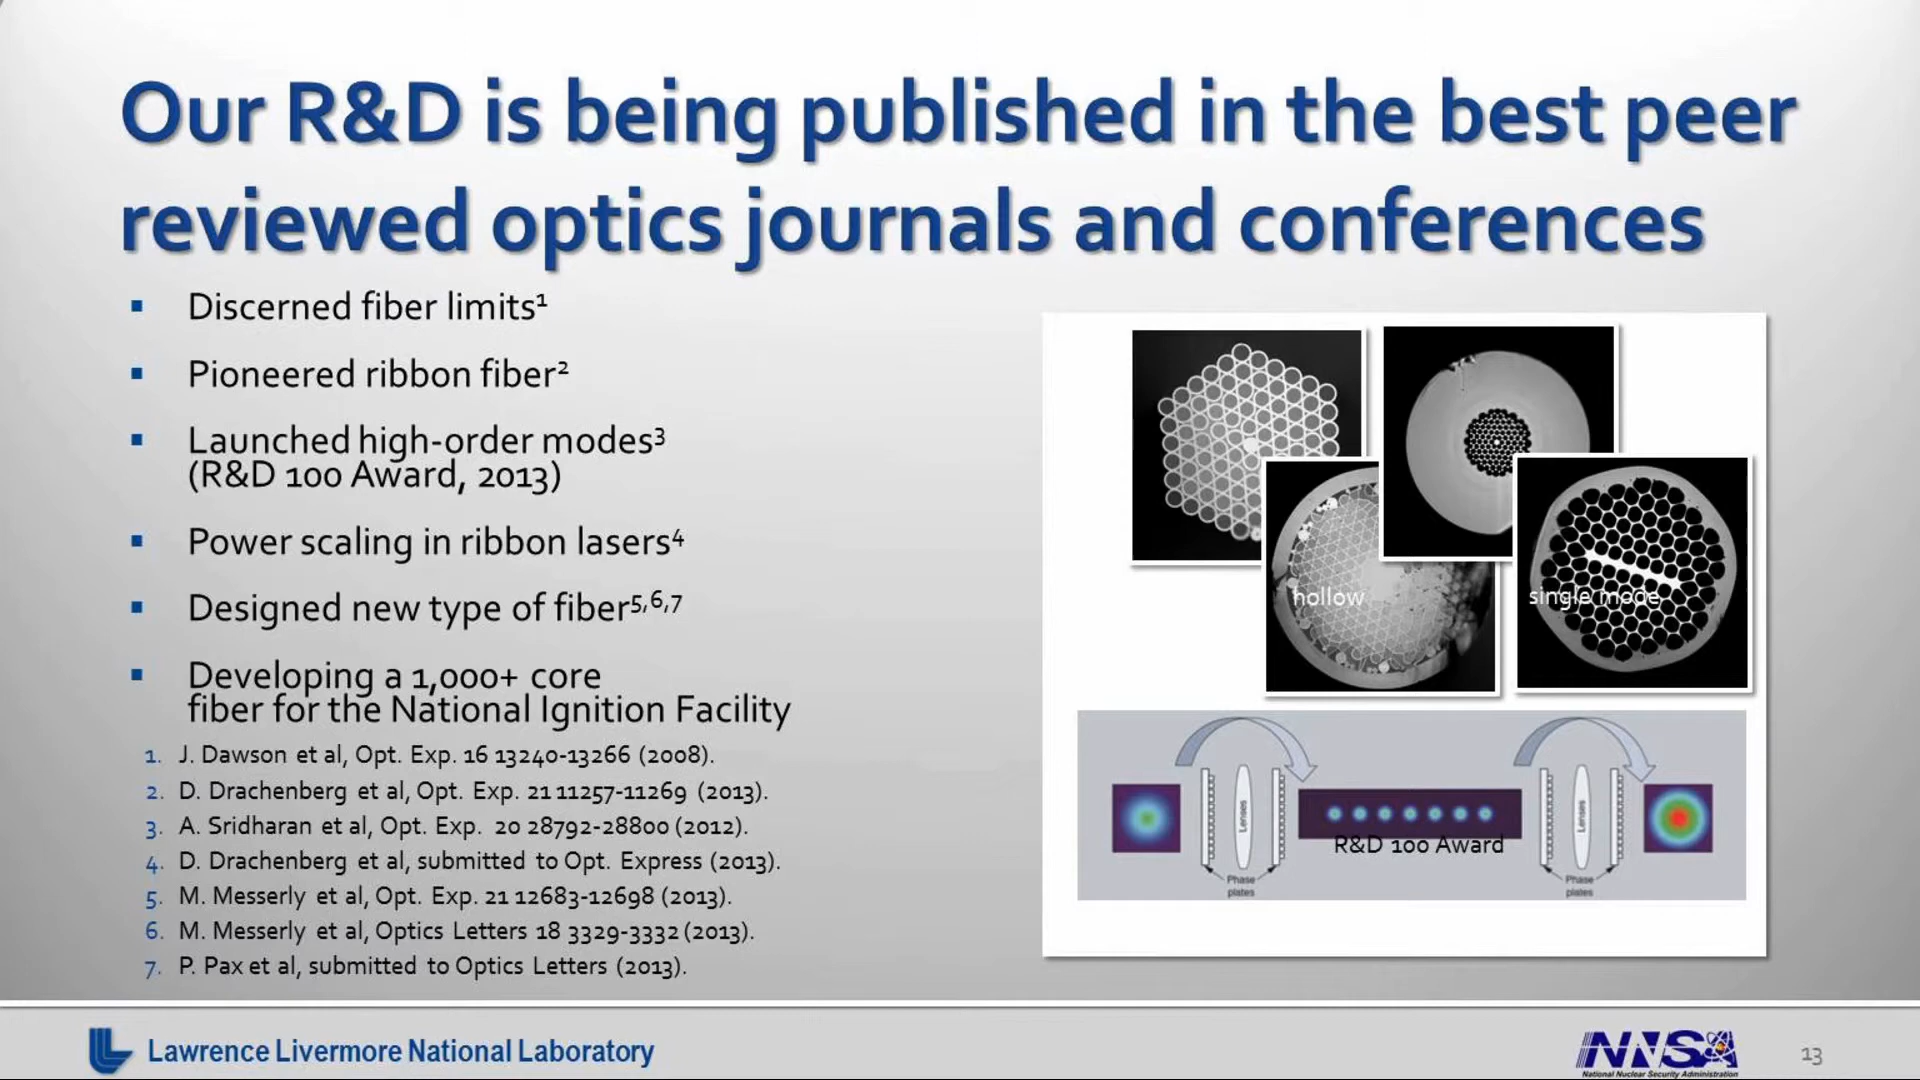 Our R&D is being published in the best peer
reviewed optics journals and conferences
▪ Discerned fiber limits¹
▪ Pioneered ribbon fiber²
▪ Launched high-order modes³
(R&D 100 Award, 2013)
▪ Power scaling in ribbon lasers⁴
▪ Designed new type of fiber⁵,⁶,⁷
▪ Developing a 1,000+ core
fiber for the National Ignition Facility
1. J. Dawson et al, Opt. Exp. 16 13240-13266 (2008).
2. D. Drachenberg et al, Opt. Exp. 21 11257-11269 (2013).
3. A. Sridharan et al, Opt. Exp. 20 28792-28800 (2012).
4. D. Drachenberg et al, submitted to Opt. Express (2013).
5. M. Messerly et al, Opt. Exp. 21 12683-12698 (2013).
6. M. Messerly et al, Optics Letters 18 3329-3332 (2013).
7. P. Pax et al, submitted to Optics Letters (2013).
hollow
single mode
Lenses
Lenses
R&D 100 Award
Phase
plates
Phase
plates
Lawrence Livermore National Laboratory
NNSA
National Nuclear Security Administration
13